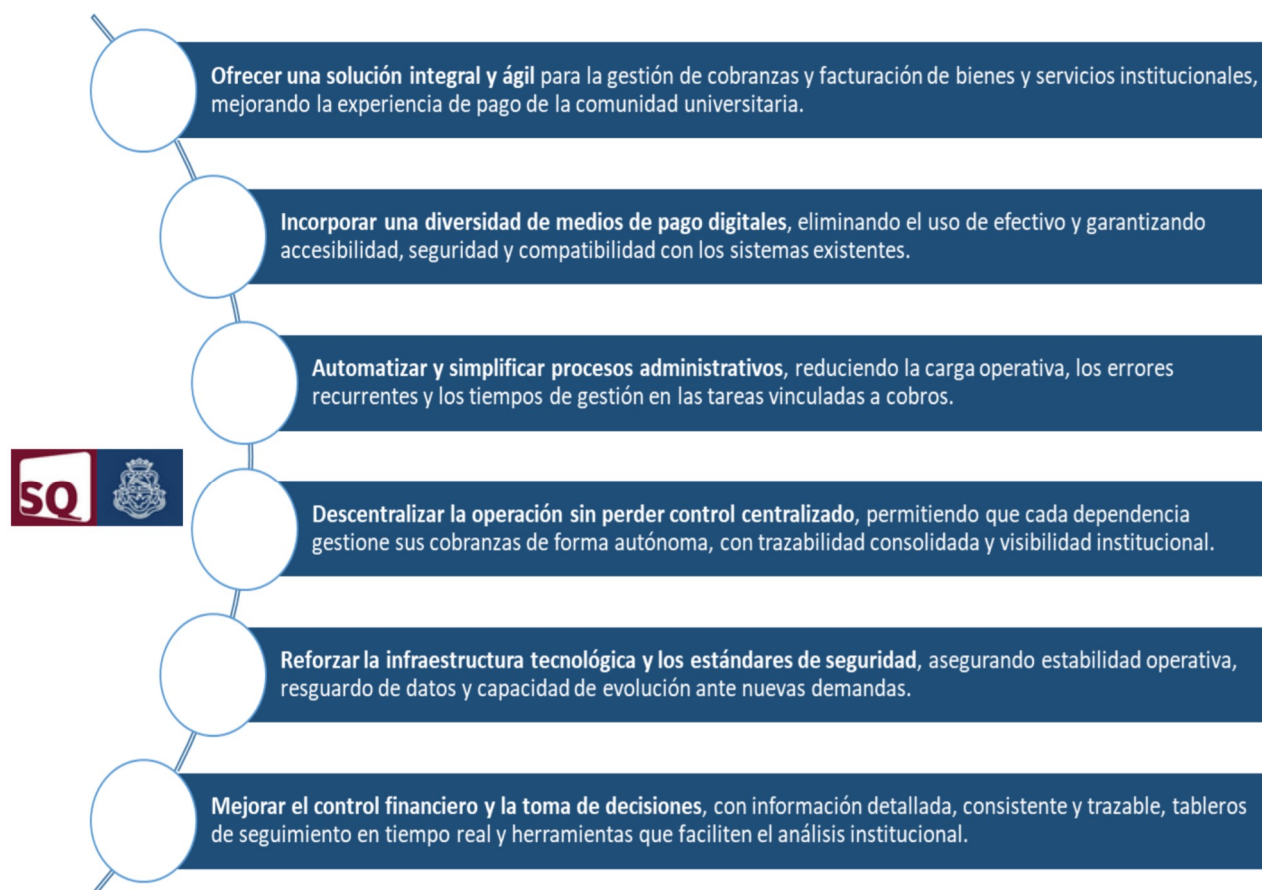 Ofrecer una solución integral y ágil para la gestión de cobranzas y facturación de bienes y servicios institucionales,
mejorando la experiencia de pago de la comunidad universitaria.
Incorporar una diversidad de medios de pago digitales, eliminando el uso de efectivo y garantizando
accesibilidad, seguridad y compatibilidad con los sistemas existentes.
Automatizar y simplificar procesos administrativos, reduciendo la carga operativa, los errores
recurrentes y los tiempos de gestión en las tareas vinculadas a cobros.
SQ
Descentralizar la operación sin perder control centralizado, permitiendo que cada dependencia
gestione sus cobranzas de forma autónoma, con trazabilidad consolidada y visibilidad institucional.
Reforzar la infraestructura tecnológica y los estándares de seguridad, asegurando estabilidad operativa,
resguardo de datos y capacidad de evolución ante nuevas demandas.
Mejorar el control financiero y la toma de decisiones, con información detallada, consistente y trazable, tableros
de seguimiento en tiempo real y herramientas que faciliten el análisis institucional.